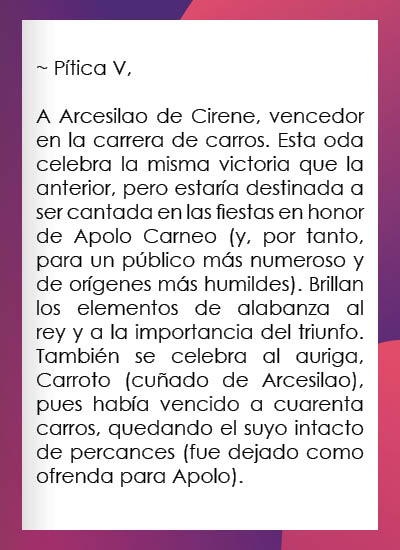 ~ Pítica V,
A Arcesilao de Cirene, vencedor
en la carrera de carros. Esta oda
celebra la misma victoria que la
anterior, pero estaría destinada a
ser cantada en las fiestas en honor
de Apolo Carneo (y, por tanto,
para un público más numeroso y
de orígenes más humildes). Brillan
los elementos de alabanza al
rey y a la importancia del triunfo.
También se celebra al auriga,
Carroto (cuñado de Arcesilao),
pues había vencido a cuarenta
carros, quedando el suyo intacto
de percances (fue dejado como
ofrenda para Apolo).